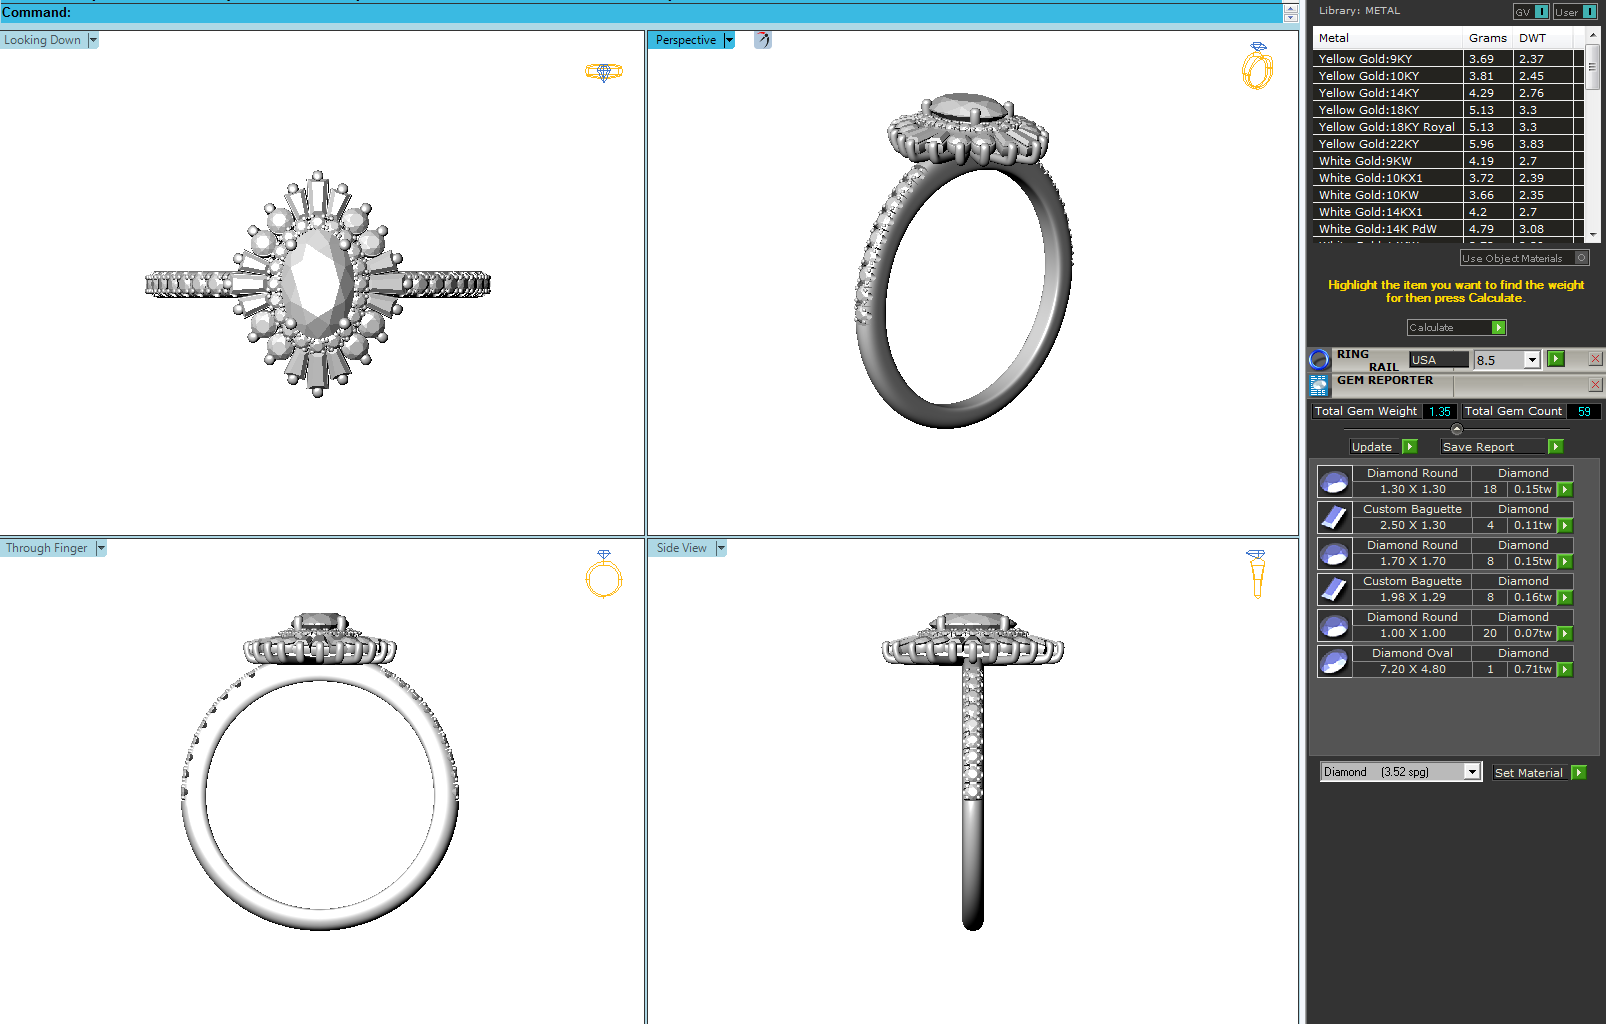 Command:
Looking Down
Perspective
Through Finger
Side View
Library: METAL
GV I User I
Metal Grams DWT
Yellow Gold:9KY 3.69 2.37
Yellow Gold:10KY 3.81 2.45
Yellow Gold:14KY 4.29 2.76
Yellow Gold:18KY 5.13 3.3
Yellow Gold:18KY Royal 5.13 3.3
Yellow Gold:22KY 5.96 3.83
White Gold:9KW 4.19 2.7
White Gold:10KX1 3.72 2.39
White Gold:10KW 3.66 2.35
White Gold:14KX1 4.2 2.7
White Gold:14K PdW 4.79 3.08
Use Object Materials O
Highlight the item you want to find the weight
for then press Calculate.
Calculate
RING RAIL USA 8.5
GEM REPORTER
Total Gem Weight 1.35 Total Gem Count 59
Update Save Report
Diamond Round Diamond
1.30 X 1.30 18 0.15tw
Custom Baguette Diamond
2.50 X 1.30 4 0.11tw
Diamond Round Diamond
1.70 X 1.70 8 0.15tw
Custom Baguette Diamond
1.98 X 1.29 8 0.16tw
Diamond Round Diamond
1.00 X 1.00 20 0.07tw
Diamond Oval Diamond
7.20 X 4.80 1 0.71tw
Diamond (3.52 spg) Set Material